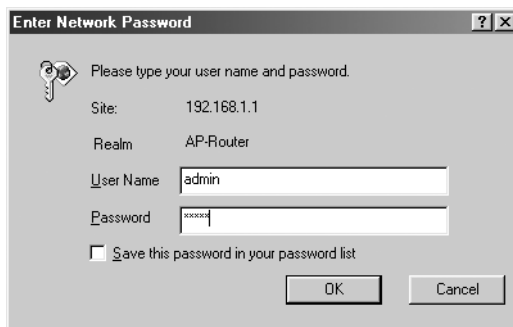 Enter Network Password
Please type your user name and password.
Site: 192.168.1.1
Realm AP-Router
User Name admin
Password xxxxx
Save this password in your password list
OK Cancel